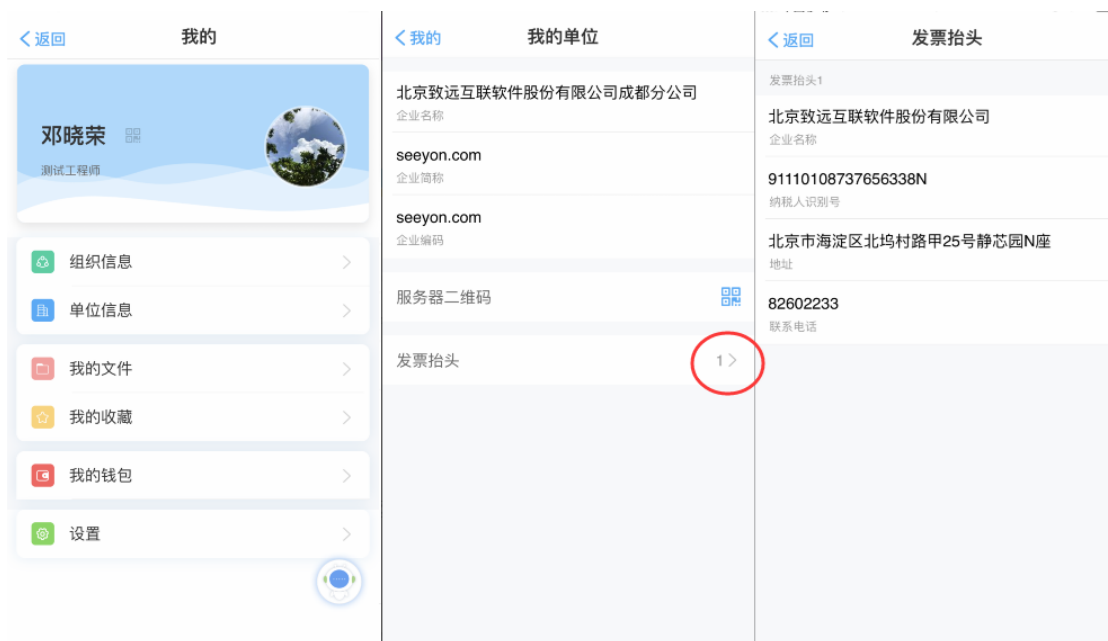 返回
我的
邓晓荣
测试工程师
组织信息
单位信息
我的文件
我的收藏
我的钱包
设置
我的
我的单位
北京致远互联软件股份有限公司成都分公司
企业名称
seeyon.com
企业简称
seeyon.com
企业编码
服务器二维码
发票抬头
1
返回
发票抬头
发票抬头1
北京致远互联软件股份有限公司
企业名称
91110108737656338N
纳税人识别号
北京市海淀区北坞村路甲25号静芯园N座
地址
82602233
联系电话